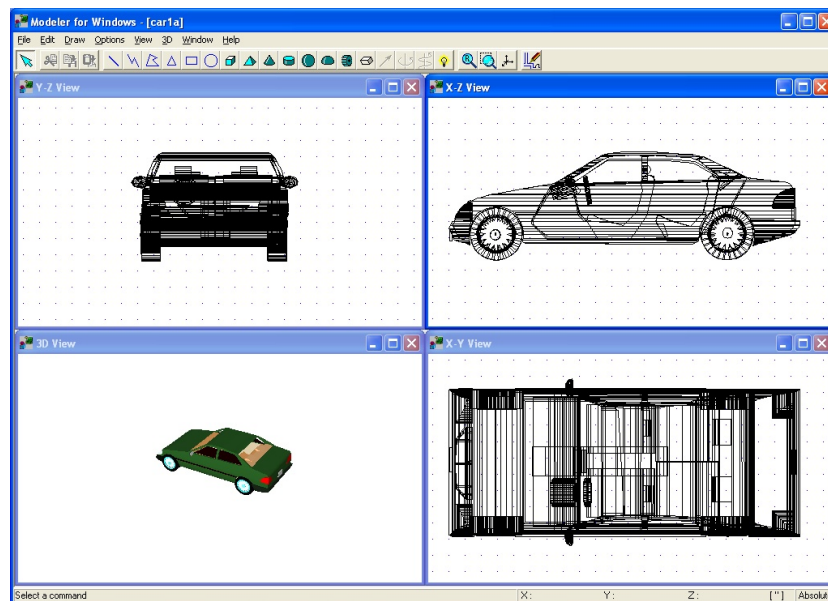 Modeler for Windows - [car1a]
File Edit Draw Options View 3D Window Help
Y-Z View
X-Z View
3D View
X-Y View
Select a command X: Y: Z: ["] Absolut